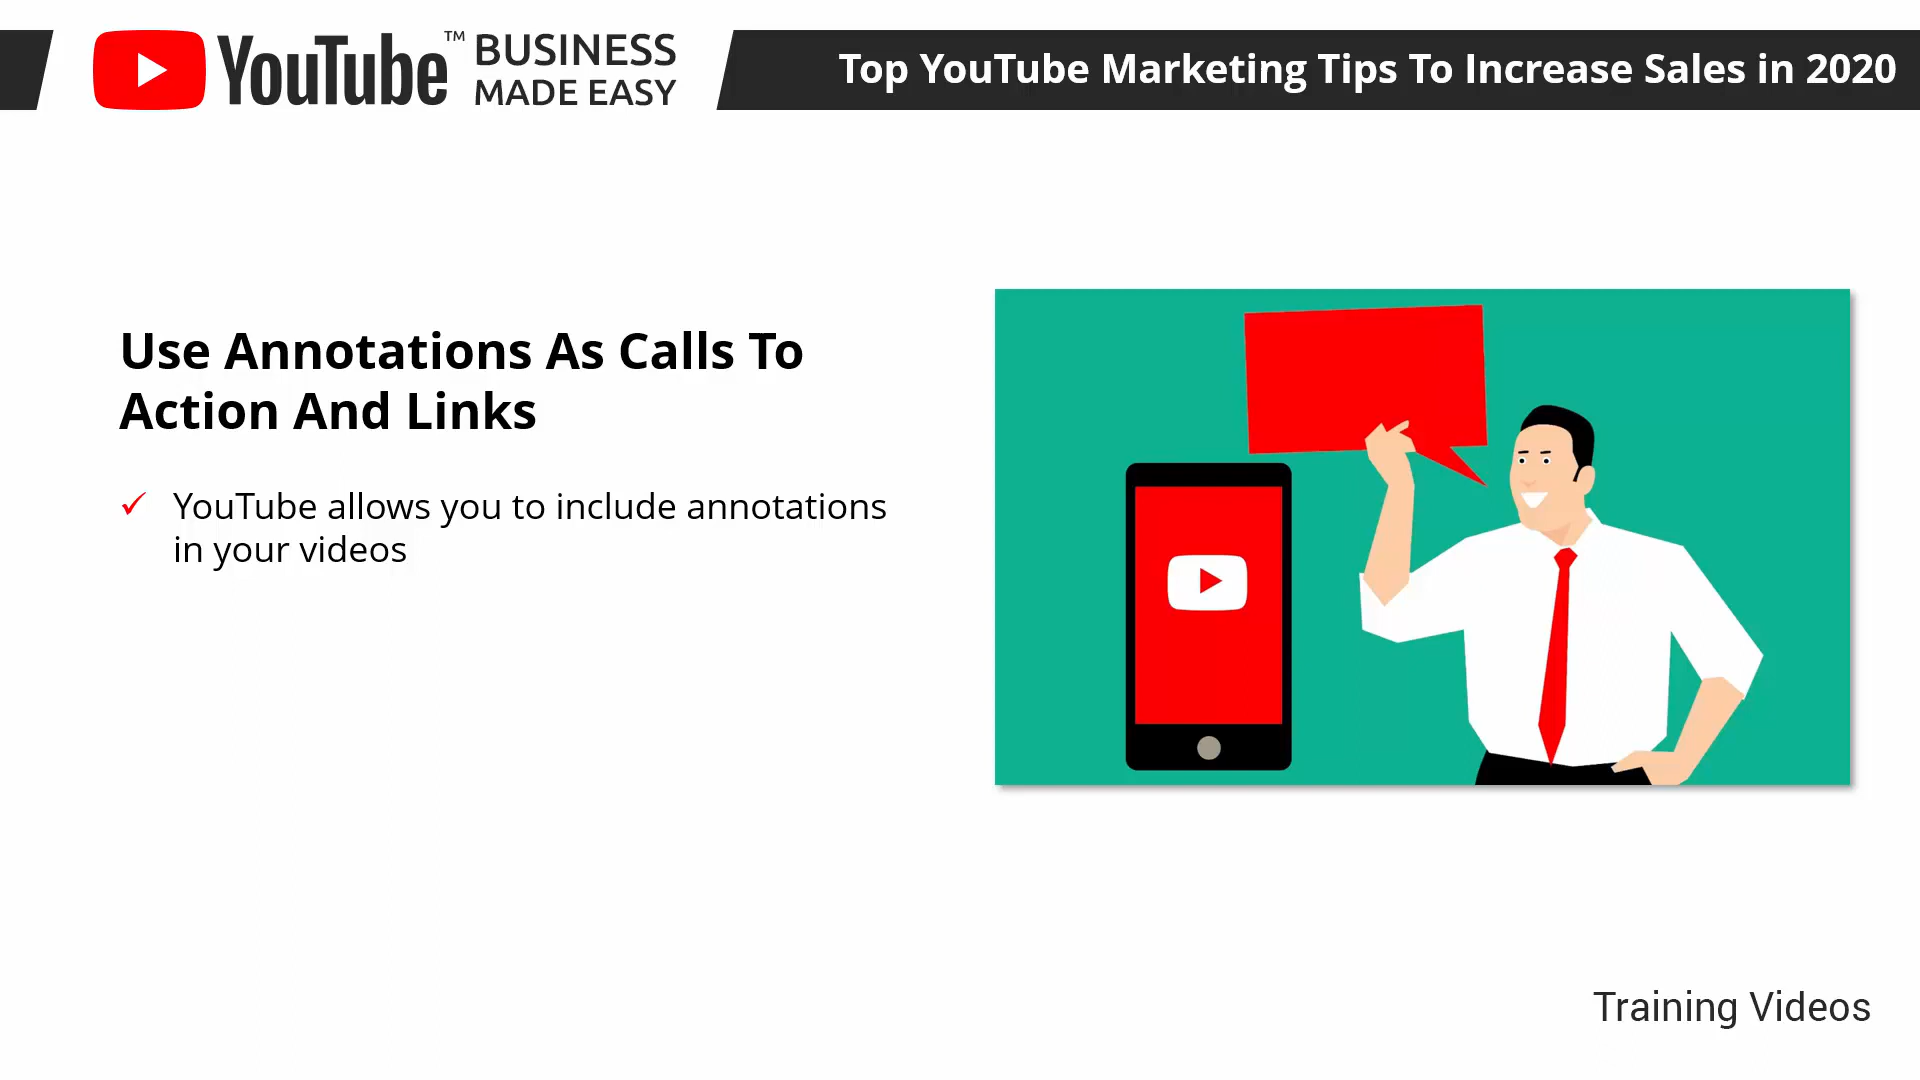 YouTube™ BUSINESS
MADE EASY
Top YouTube Marketing Tips To Increase Sales in 2020
Use Annotations As Calls To
Action And Links
YouTube allows you to include annotations
in your videos
Training Videos